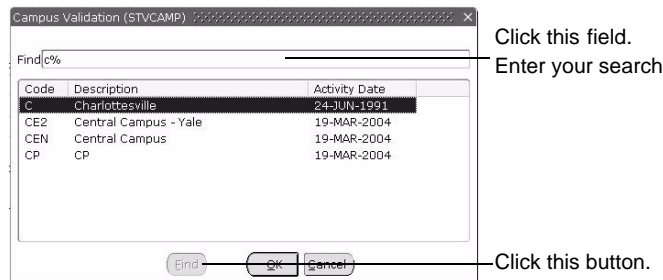 Campus Validation (STVCAMP)
Click this field.
Enter your search
Find c%
Code Description Activity Date
C Charlottesville 24-JUN-1991
CE2 Central Campus - Yale 19-MAR-2004
CEN Central Campus 19-MAR-2004
CP CP 19-MAR-2004
Find OK Cancel
Click this button.